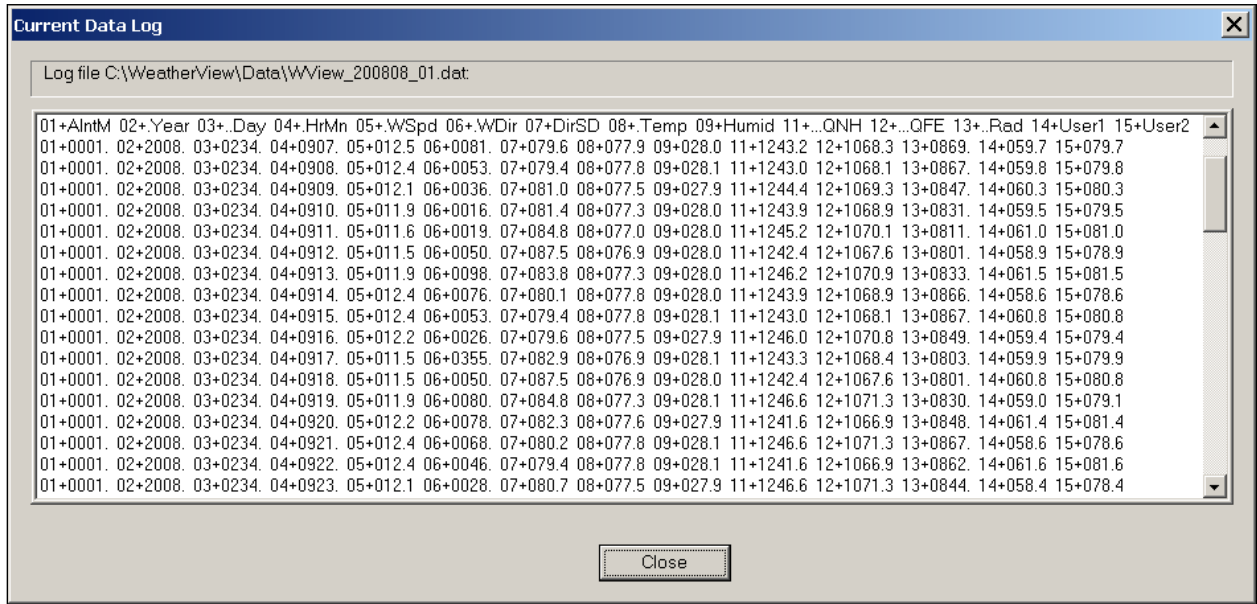 Current Data Log
Log file C:\WeatherView\Data\WView_200808_01.dat:
01+AIntM 02+.Year 03+..Day 04+.HrMn 05+.WSpd 06+.WDir 07+DirSD 08+.Temp 09+Humid 11+...QNH 12+...QFE 13+..Rad 14+User1 15+User2
01+0001. 02+2008. 03+0234. 04+0907. 05+012.5 06+0081. 07+079.6 08+077.9 09+028.0 11+1243.2 12+1068.3 13+0869. 14+059.7 15+079.7
01+0001. 02+2008. 03+0234. 04+0908. 05+012.4 06+0053. 07+079.4 08+077.8 09+028.1 11+1243.0 12+1068.1 13+0867. 14+059.8 15+079.8
01+0001. 02+2008. 03+0234. 04+0909. 05+012.1 06+0036. 07+081.0 08+077.5 09+027.9 11+1244.4 12+1069.3 13+0847. 14+060.3 15+080.3
01+0001. 02+2008. 03+0234. 04+0910. 05+011.9 06+0016. 07+081.4 08+077.3 09+028.0 11+1243.9 12+1068.9 13+0831. 14+059.5 15+079.5
01+0001. 02+2008. 03+0234. 04+0911. 05+011.6 06+0019. 07+084.8 08+077.0 09+028.0 11+1245.2 12+1070.1 13+0811. 14+061.0 15+081.0
01+0001. 02+2008. 03+0234. 04+0912. 05+011.5 06+0050. 07+087.5 08+076.9 09+028.0 11+1242.4 12+1067.6 13+0801. 14+058.9 15+078.9
01+0001. 02+2008. 03+0234. 04+0913. 05+011.9 06+0098. 07+083.8 08+077.3 09+028.0 11+1246.2 12+1070.9 13+0833. 14+061.5 15+081.5
01+0001. 02+2008. 03+0234. 04+0914. 05+012.4 06+0076. 07+080.1 08+077.8 09+028.0 11+1243.9 12+1068.9 13+0866. 14+058.6 15+078.6
01+0001. 02+2008. 03+0234. 04+0915. 05+012.4 06+0053. 07+079.4 08+077.8 09+028.1 11+1243.0 12+1068.1 13+0867. 14+060.8 15+080.8
01+0001. 02+2008. 03+0234. 04+0916. 05+012.2 06+0026. 07+079.6 08+077.5 09+027.9 11+1246.0 12+1070.8 13+0849. 14+059.4 15+079.4
01+0001. 02+2008. 03+0234. 04+0917. 05+011.5 06+0355. 07+082.9 08+076.9 09+028.1 11+1243.3 12+1068.4 13+0803. 14+059.9 15+079.9
01+0001. 02+2008. 03+0234. 04+0918. 05+011.5 06+0050. 07+087.5 08+076.9 09+028.0 11+1242.4 12+1067.6 13+0801. 14+060.8 15+080.8
01+0001. 02+2008. 03+0234. 04+0919. 05+011.9 06+0080. 07+084.8 08+077.3 09+028.1 11+1246.6 12+1071.3 13+0830. 14+059.0 15+079.1
01+0001. 02+2008. 03+0234. 04+0920. 05+012.2 06+0078. 07+082.3 08+077.6 09+027.9 11+1241.6 12+1066.9 13+0848. 14+061.4 15+081.4
01+0001. 02+2008. 03+0234. 04+0921. 05+012.4 06+0068. 07+080.2 08+077.8 09+028.1 11+1246.6 12+1071.3 13+0867. 14+058.6 15+078.6
01+0001. 02+2008. 03+0234. 04+0922. 05+012.4 06+0046. 07+079.4 08+077.8 09+028.1 11+1241.6 12+1066.9 13+0862. 14+061.6 15+081.6
01+0001. 02+2008. 03+0234. 04+0923. 05+012.1 06+0028. 07+080.7 08+077.5 09+027.9 11+1246.6 12+1071.3 13+0844. 14+058.4 15+078.4
Close